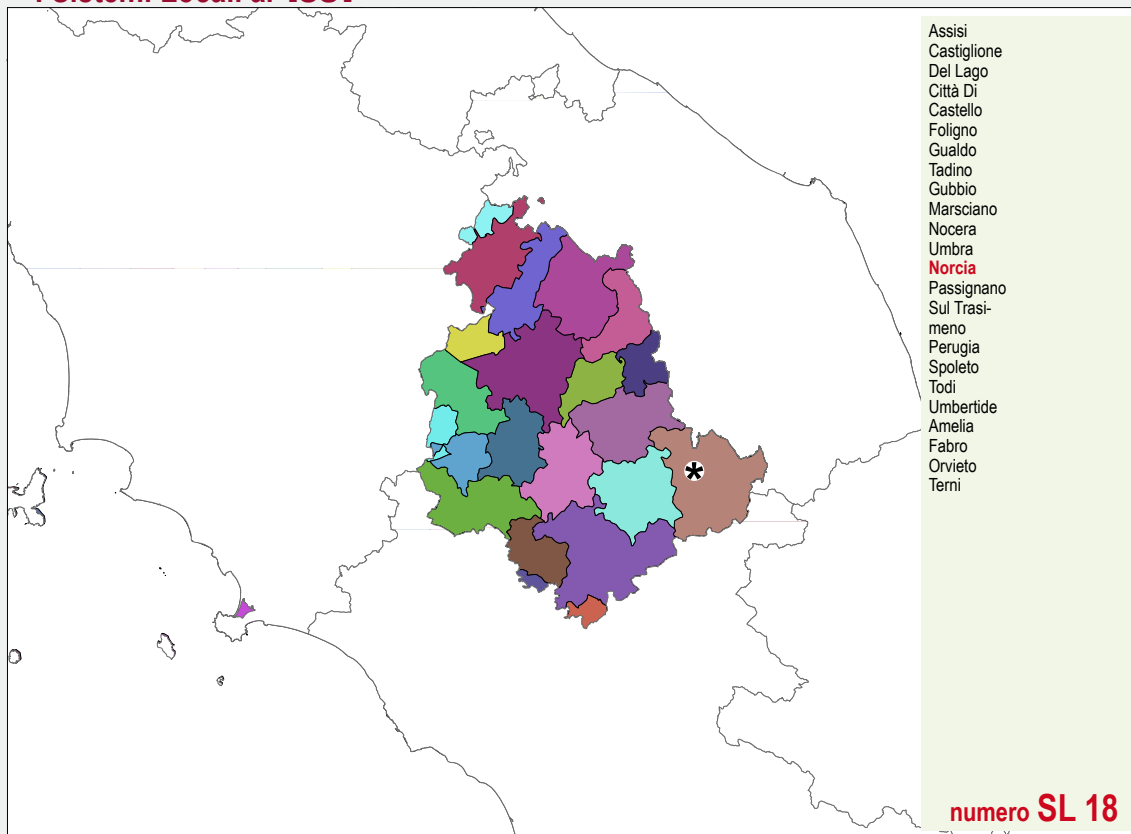 Assisi
Castiglione
Del Lago
Città Di
Castello
Foligno
Gualdo
Tadino
Gubbio
Marsciano
Nocera
Umbra
Norcia
Passignano
Sul Trasi-
meno
Perugia
Spoleto
Todi
Umbertide
Amelia
Fabro
Orvieto
Terni
*
numero SL 18